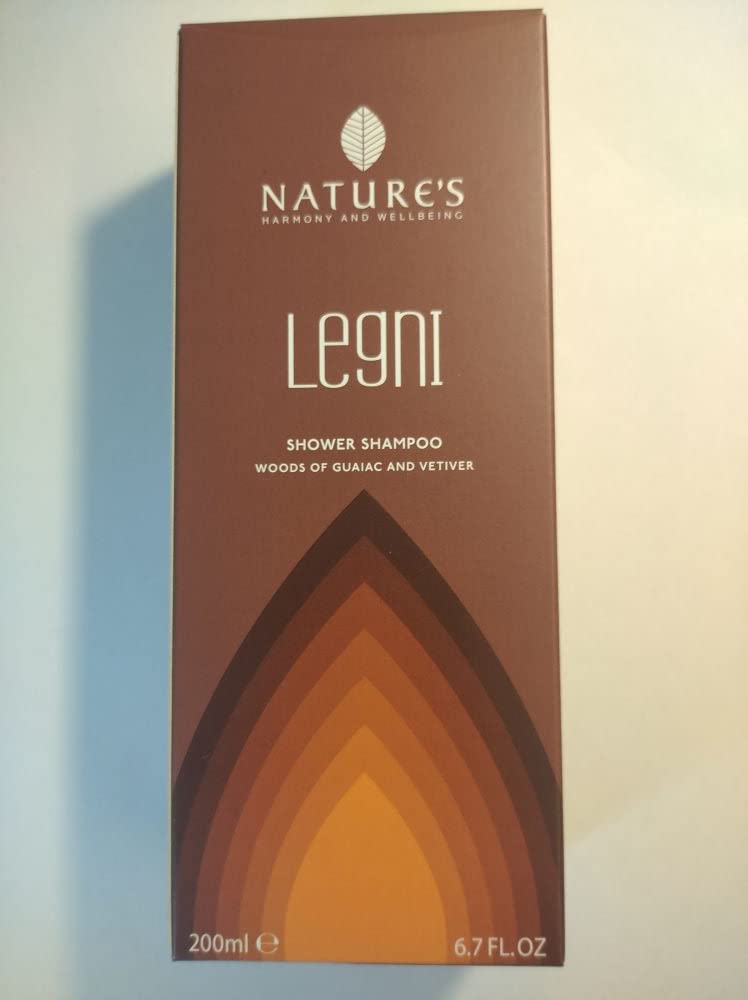 NATURE'S
HARMONY AND WELLBEING
Legni
SHOWER SHAMPOO
WOODS OF GUAIAC AND VETIVER
200ml ℮
6.7 FL.OZ